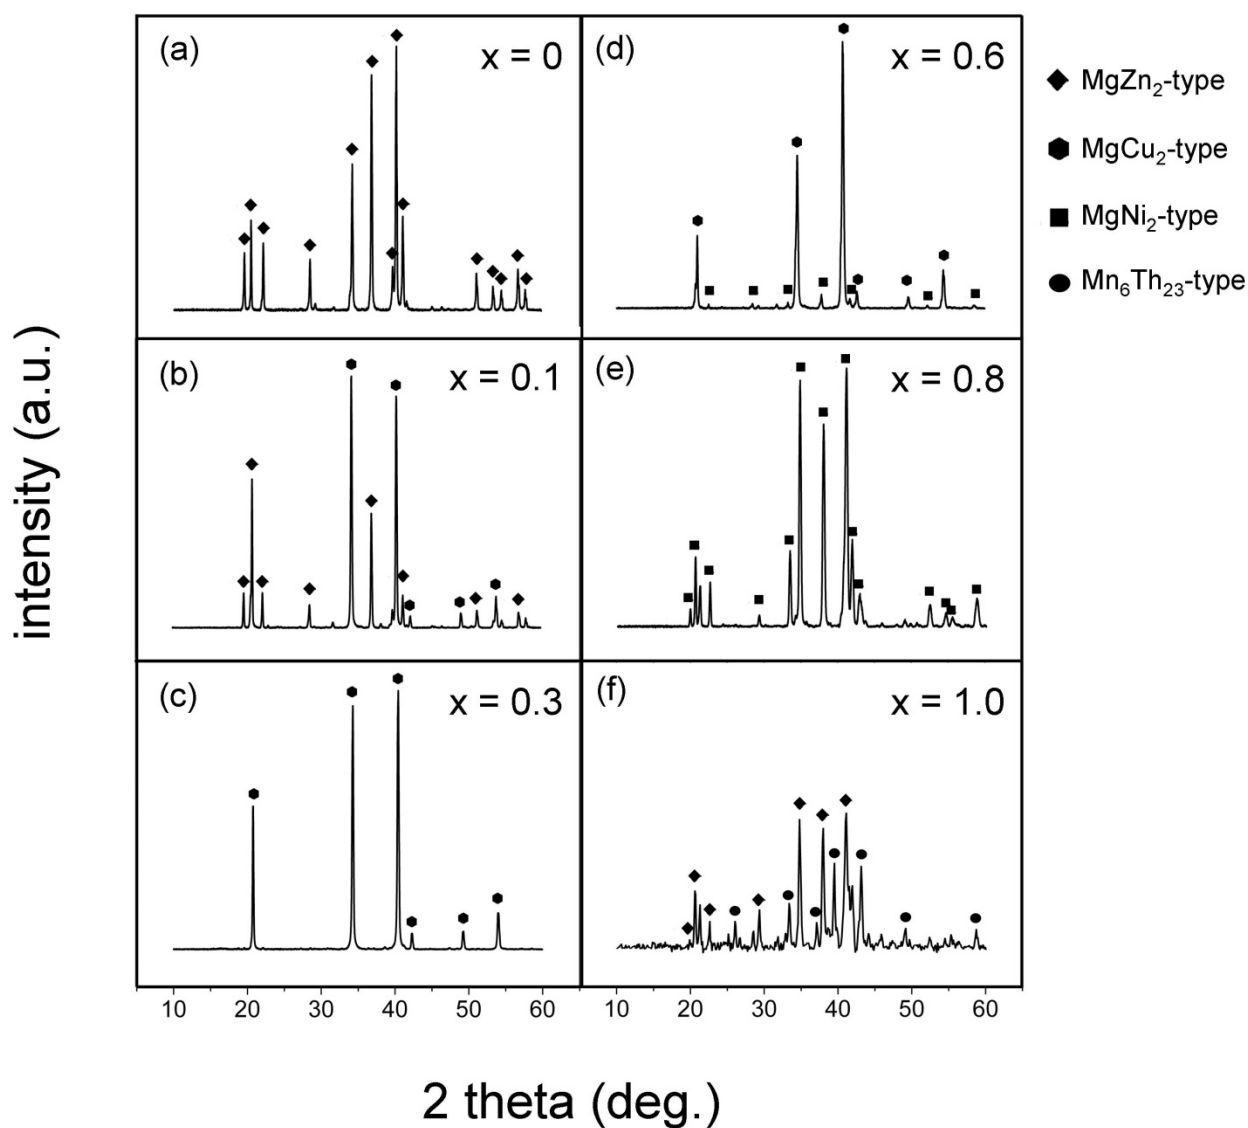 intensity (a.u.)
(a) x = 0
(b) x = 0.1
(c) x = 0.3
(d) x = 0.6
(e) x = 0.8
(f) x = 1.0
10 20 30 40 50 60
10 20 30 40 50 60
2 theta (deg.)
MgZn₂-type
MgCu₂-type
MgNi₂-type
Mn₆Th₂₃-type